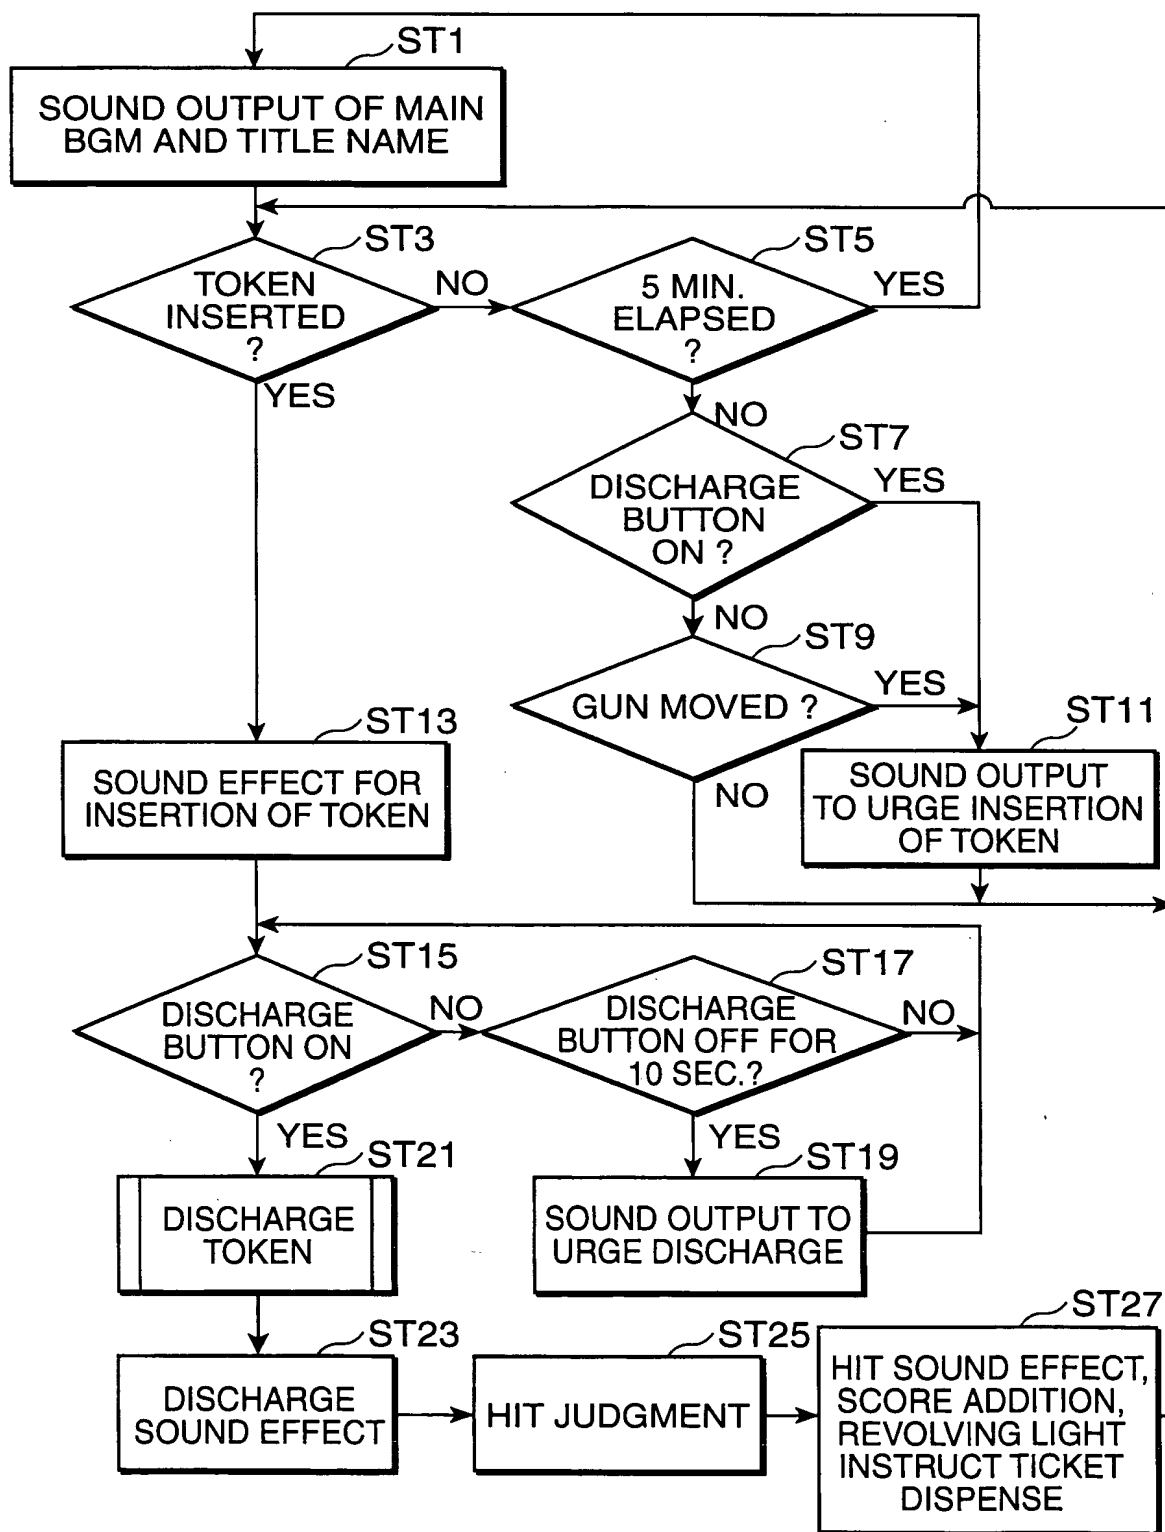 ST1
SOUND OUTPUT OF MAIN
BGM AND TITLE NAME
ST3
TOKEN
INSERTED
?
NO
YES
ST5
5 MIN.
ELAPSED
?
YES
NO
ST7
DISCHARGE
BUTTON
ON ?
YES
NO
ST9
GUN MOVED ?
YES
NO
ST11
SOUND OUTPUT
TO URGE INSERTION
OF TOKEN
ST13
SOUND EFFECT FOR
INSERTION OF TOKEN
ST15
DISCHARGE
BUTTON ON
?
NO
YES
ST17
DISCHARGE
BUTTON OFF FOR
10 SEC.?
NO
YES
ST19
SOUND OUTPUT TO
URGE DISCHARGE
ST21
DISCHARGE
TOKEN
ST23
DISCHARGE
SOUND EFFECT
ST25
HIT JUDGMENT
ST27
HIT SOUND EFFECT,
SCORE ADDITION,
REVOLVING LIGHT
INSTRUCT TICKET
DISPENSE